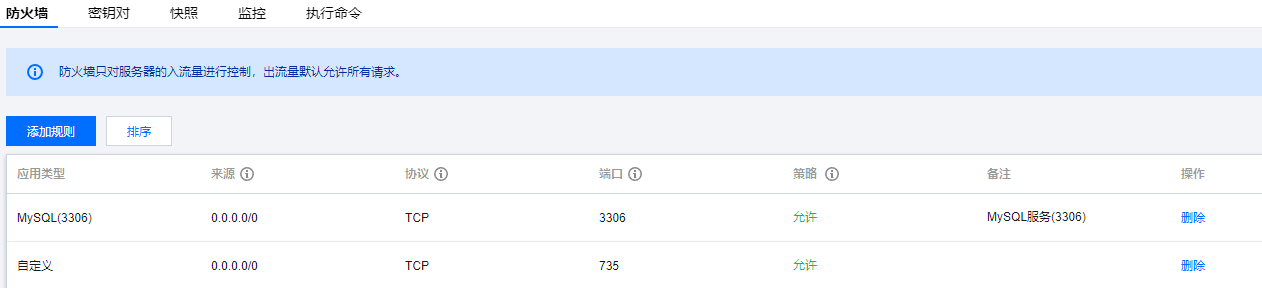 防火墙 密钥对 快照 监控 执行命令
防火墙只对服务器的入流量进行控制，出流量默认允许所有请求。
添加规则 排序
应用类型 来源 协议 端口 策略 备注 操作
MySQL(3306) 0.0.0.0/0 TCP 3306 允许 MySQL服务(3306) 删除
自定义 0.0.0.0/0 TCP 735 允许 删除